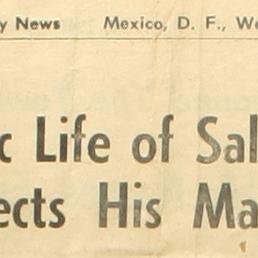 y News Mexico, D. F., We
c Life of Sal
ects His Ma